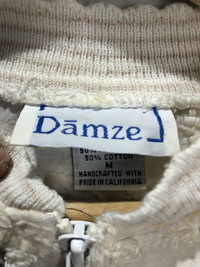 Dāmze
50% COTTON
M
HANDCRAFTED WITH
PRIDE IN CALIFORNIA